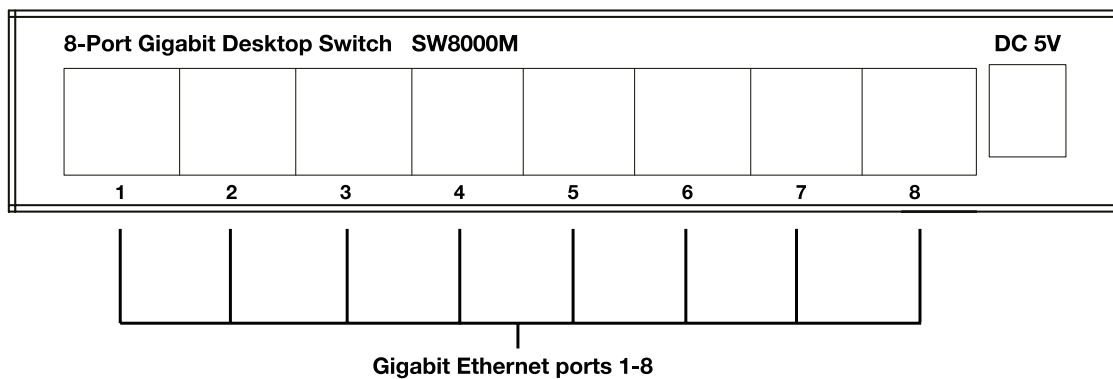 8-Port Gigabit Desktop Switch SW8000M
DC 5V
1 2 3 4 5 6 7 8
Gigabit Ethernet ports 1-8